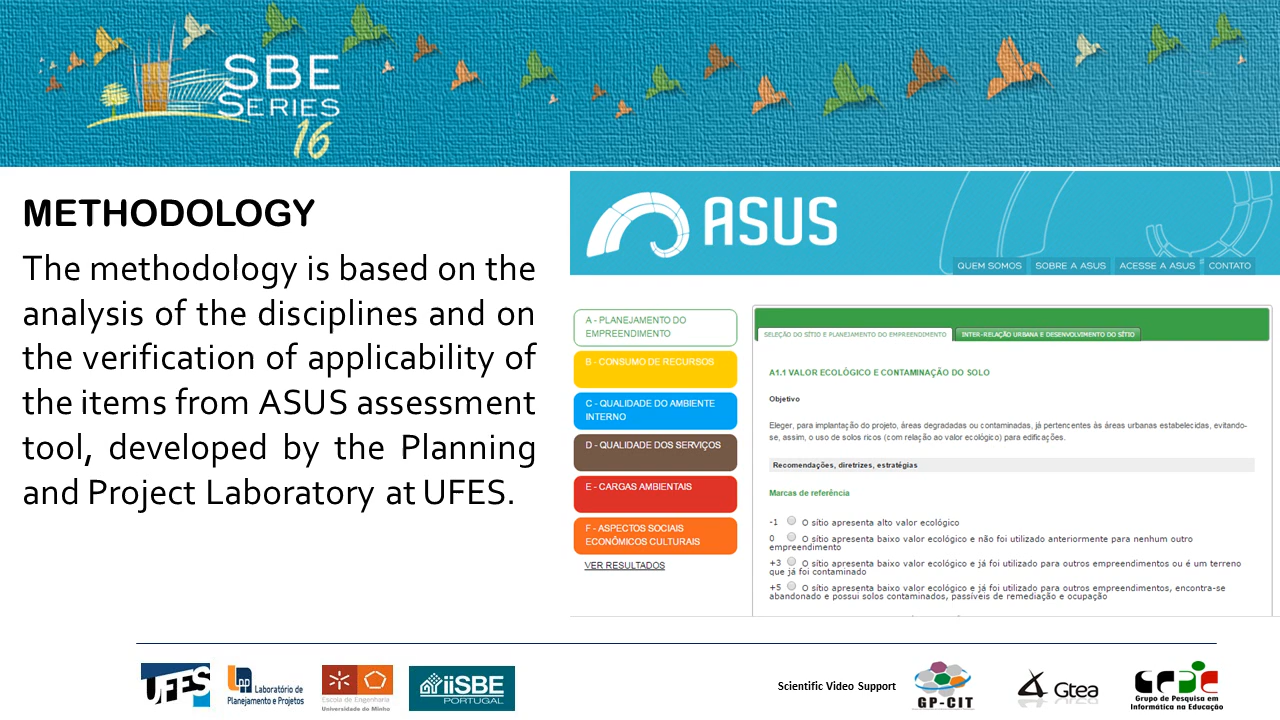 SBE
SERIES
16
METHODOLOGY
The methodology is based on the
analysis of the disciplines and on
the verification of applicability of
the items from ASUS assessment
tool, developed by the Planning
and Project Laboratory at UFES.
ASUS
QUEM SOMOS SOBRE A ASUS ACESSE A ASUS CONTATO
A - PLANEJAMENTO DO
EMPREENDIMENTO
B - CONSUMO DE RECURSOS
C - QUALIDADE DO AMBIENTE
INTERNO
D - QUALIDADE DOS SERVIÇOS
E - CARGAS AMBIENTAIS
F - ASPECTOS SOCIAIS
ECONÔMICOS CULTURAIS
VER RESULTADOS
SELEÇÃO DO SÍTIO E PLANEJAMENTO DO EMPREENDIMENTO INTER-RELAÇÃO URBANA E DESENVOLVIMENTO DO SÍTIO
A1.1 VALOR ECOLÓGICO E CONTAMINAÇÃO DO SOLO
Objetivo
Eleger, para implantação do projeto, áreas degradadas ou contaminadas, já pertencentes às áreas urbanas estabelecidas, evitando-
se, assim, o uso de solos ricos (com relação ao valor ecológico) para edificações.
Recomendações, diretrizes, estratégias
Marcas de referência
-1 O sítio apresenta alto valor ecológico
0 O sítio apresenta baixo valor ecológico e não foi utilizado anteriormente para nenhum outro
empreendimento
+3 O sítio apresenta baixo valor ecológico e já foi utilizado para outros empreendimentos ou é um terreno
que já foi contaminado
+5 O sítio apresenta baixo valor ecológico e já foi utilizado para outros empreendimentos, encontra-se
abandonado e possui solos contaminados, passíveis de remediação e ocupação
UFES
Lpp
Laboratório de
Planejamento e Projetos
Escola de Engenharia
Universidade do Minho
iiSBE
PORTUGAL
Scientific Video Support
GP-CIT
Gtea
Grupo de Pesquisa em
Informática na Educação